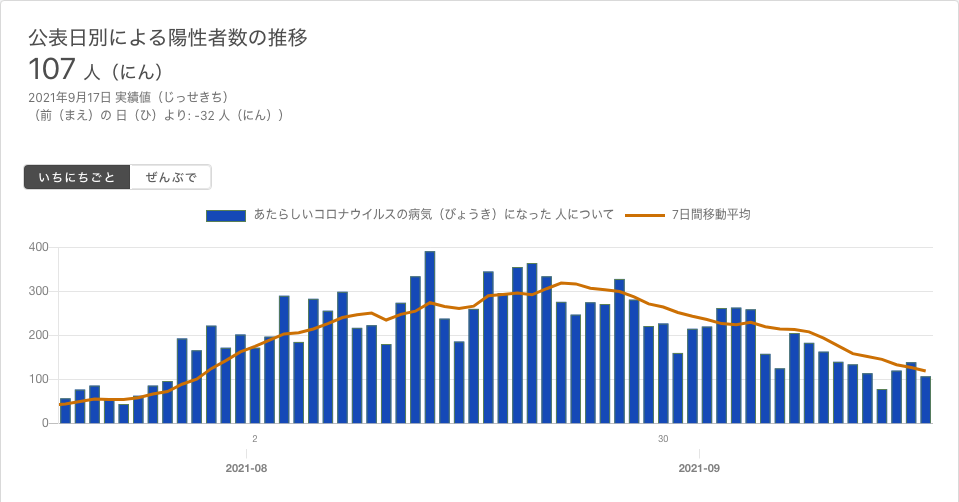 公表日別による陽性者数の推移
107 人（にん）
2021年9月17日 実績値（じっせきち）
（前（まえ）の 日（ひ）より: -32 人（にん））
いちにちごと ぜんぶで
あたらしいコロナウイルスの病気（びょうき）になった 人について 7日間移動平均
400
300
200
100
0
2 30
2021-08 2021-09